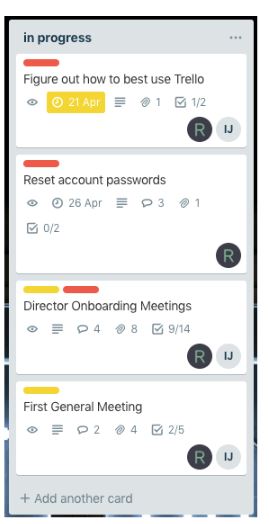 in progress ...
Figure out how to best use Trello
21 Apr 1 1/2
R IJ
Reset account passwords
26 Apr 3 1
0/2
R
Director Onboarding Meetings
4 8 9/14
R IJ
First General Meeting
2 4 2/5
R IJ
+ Add another card